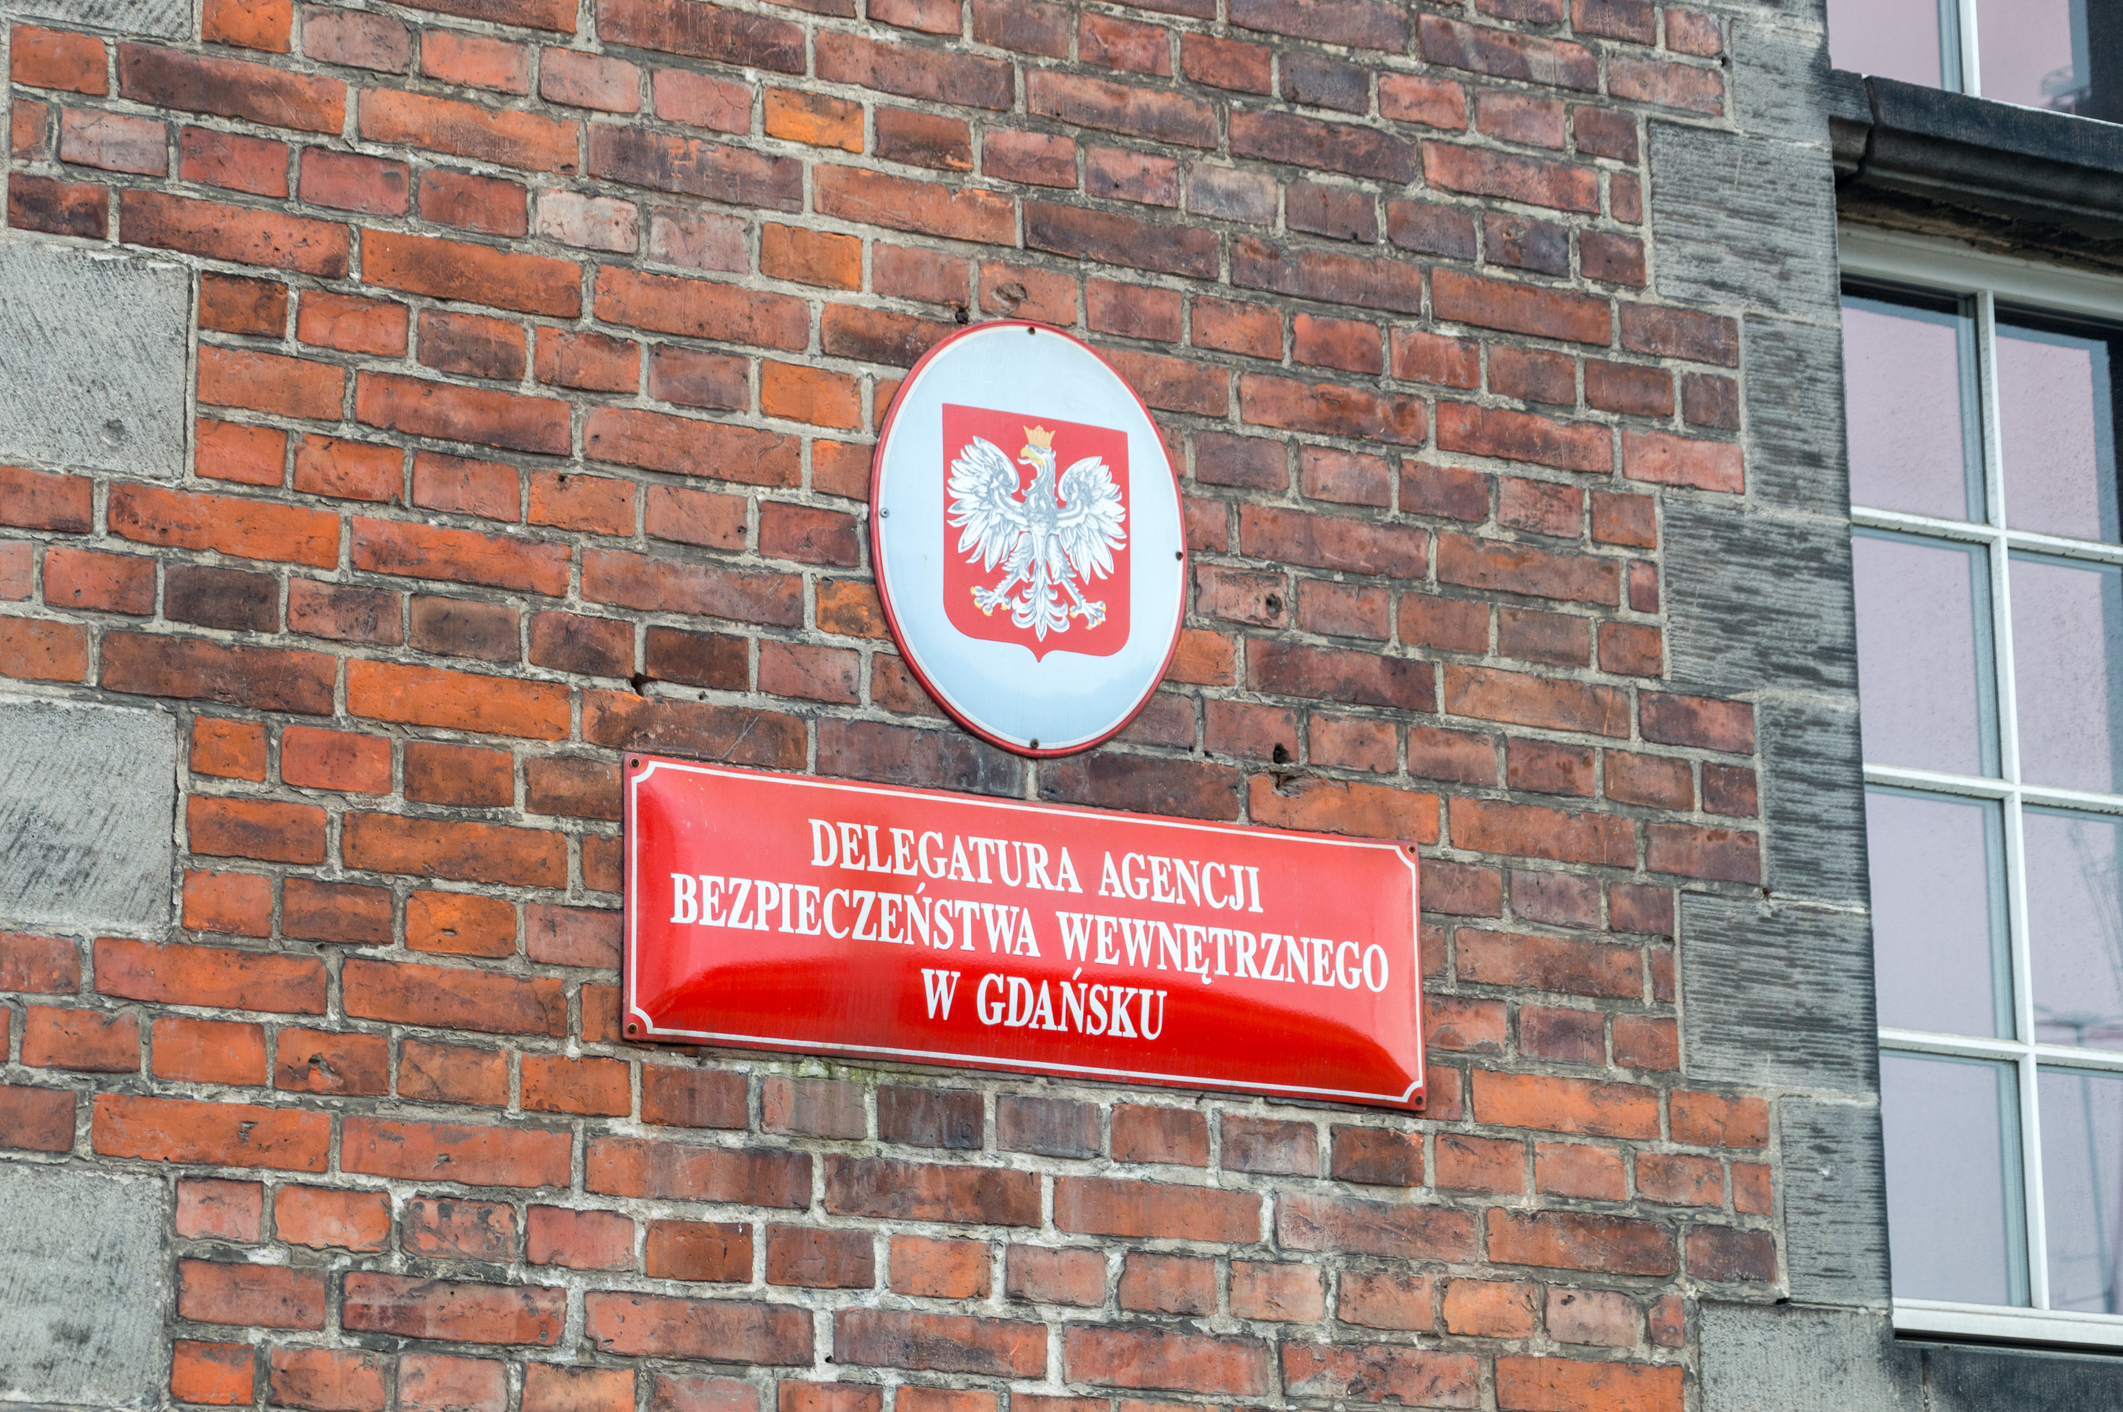 DELEGATURA AGENCJI
BEZPIECZEŃSTWA WEWNĘTRZNEGO
W GDAŃSKU